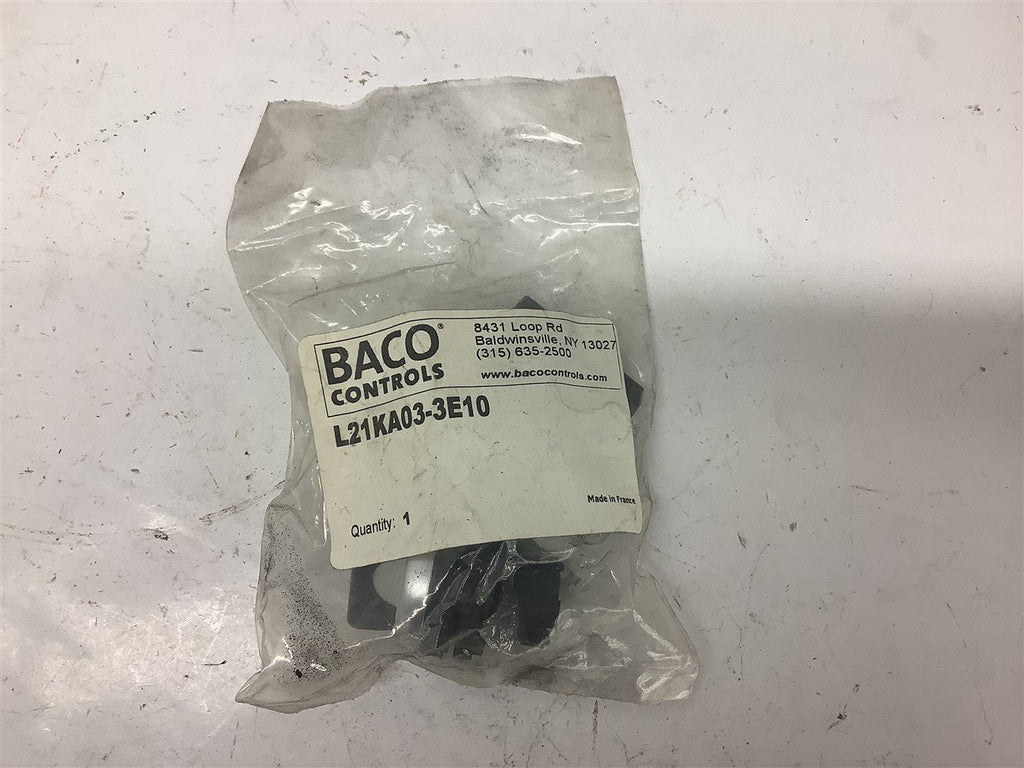 BACO®
CONTROLS
8431 Loop Rd
Baldwinsville, NY 13027
(315) 635-2500
www.bacocontrols.com
L21KA03-3E10
Made in France
Quantity: 1